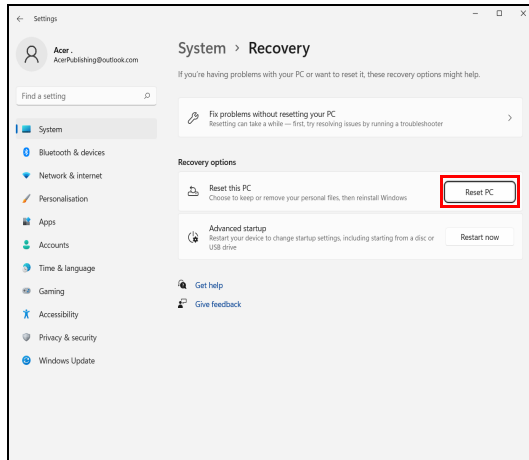 Settings
Acer .
AcerPublishing@outlook.com
Find a setting
System
Bluetooth & devices
Network & internet
Personalisation
Apps
Accounts
Time & language
Gaming
Accessibility
Privacy & security
Windows Update
System > Recovery
If you're having problems with your PC or want to reset it, these recovery options might help.
Fix problems without resetting your PC
Resetting can take a while — first, try resolving issues by running a troubleshooter
Recovery options
Reset this PC
Choose to keep or remove your personal files, then reinstall Windows
Reset PC
Advanced startup
Restart your device to change startup settings, including starting from a disc or
USB drive
Restart now
Get help
Give feedback